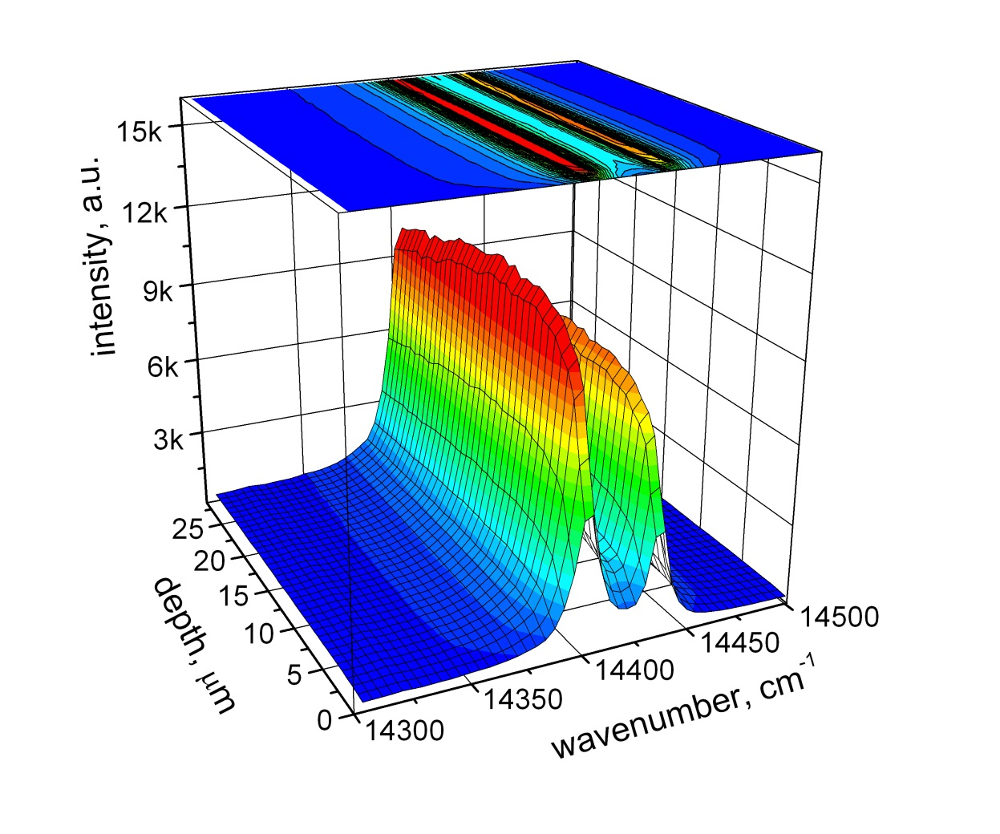 15k
12k
9k
6k
3k
intensity, a.u.
25
20
15
10
5
0
depth, μm
14300
14350
14400
14450
14500
wavenumber, cm⁻¹